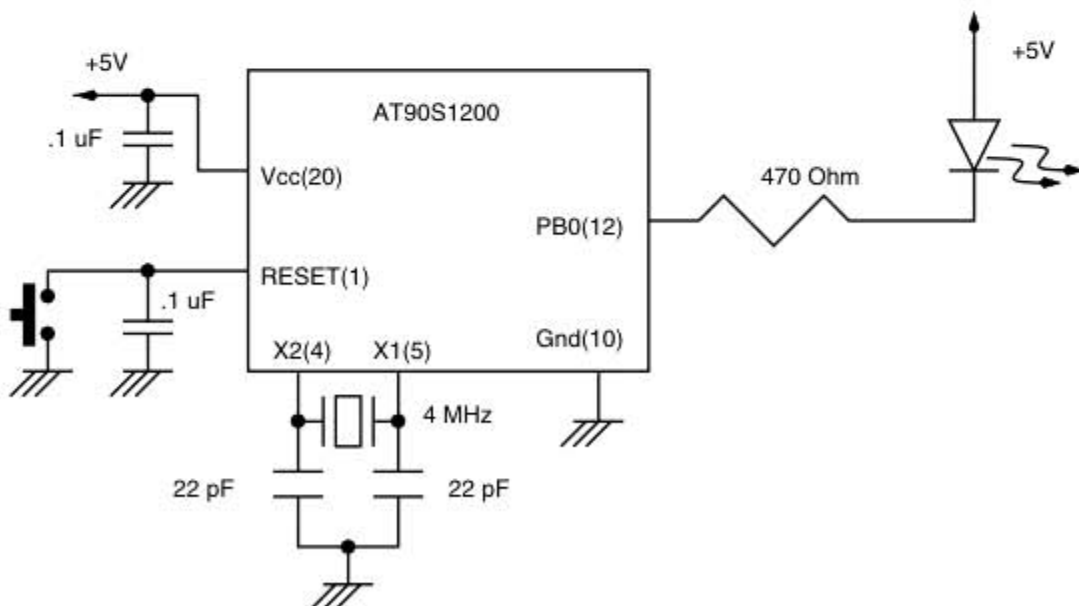 +5V
+5V
AT90S1200
.1 uF
Vcc(20)
470 Ohm
PB0(12)
RESET(1)
.1 uF
Gnd(10)
X2(4)
X1(5)
4 MHz
22 pF
22 pF